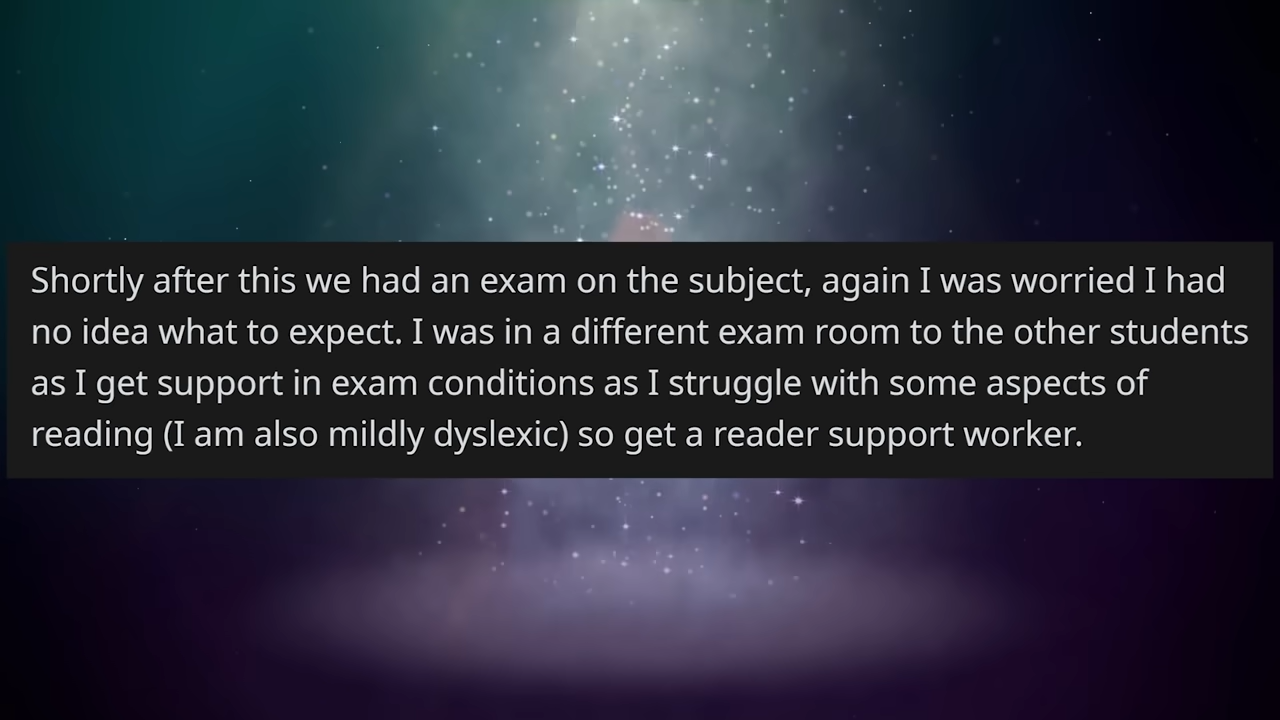 Shortly after this we had an exam on the subject, again I was worried I had
no idea what to expect. I was in a different exam room to the other students
as I get support in exam conditions as I struggle with some aspects of
reading (I am also mildly dyslexic) so get a reader support worker.